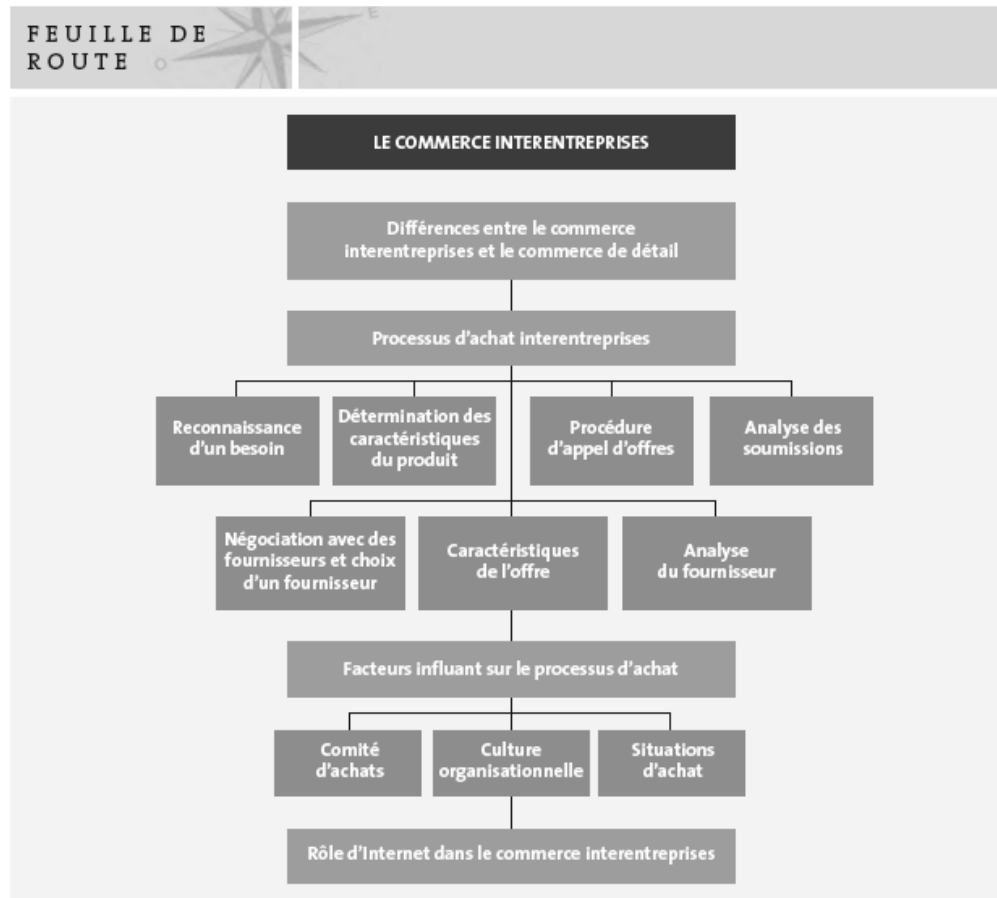 FEUILLE DE
ROUTE
E
O
LE COMMERCE INTERENTREPRISES
Différences entre le commerce
interentreprises et le commerce de détail
Processus d'achat interentreprises
Reconnaissance
d'un besoin
Détermination des
caractéristiques
du produit
Procédure
d'appel d'offres
Analyse des
soumissions
Négociation avec des
fournisseurs et choix
d'un fournisseur
Caractéristiques
de l'offre
Analyse
du fournisseur
Facteurs influant sur le processus d'achat
Comité
d'achats
Culture
organisationnelle
Situations
d'achat
Rôle d'Internet dans le commerce interentreprises